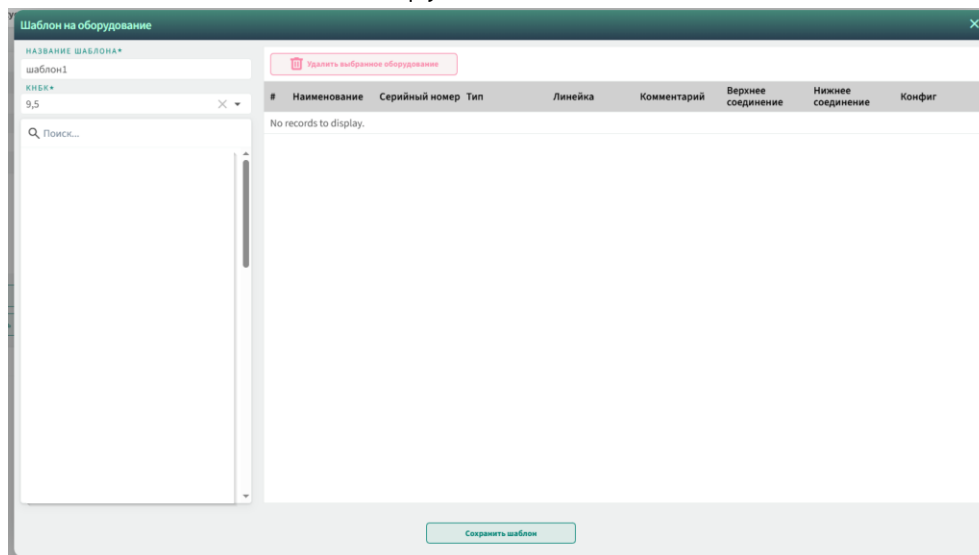 Шаблон на оборудование
НАЗВАНИЕ ШАБЛОНА*
шаблон1
КНБК*
9,5
Поиск...
Удалить выбранное оборудование
# Наименование Серийный номер Тип Линейка Комментарий Верхнее соединение Нижнее соединение Конфиг
No records to display.
Сохранить шаблон